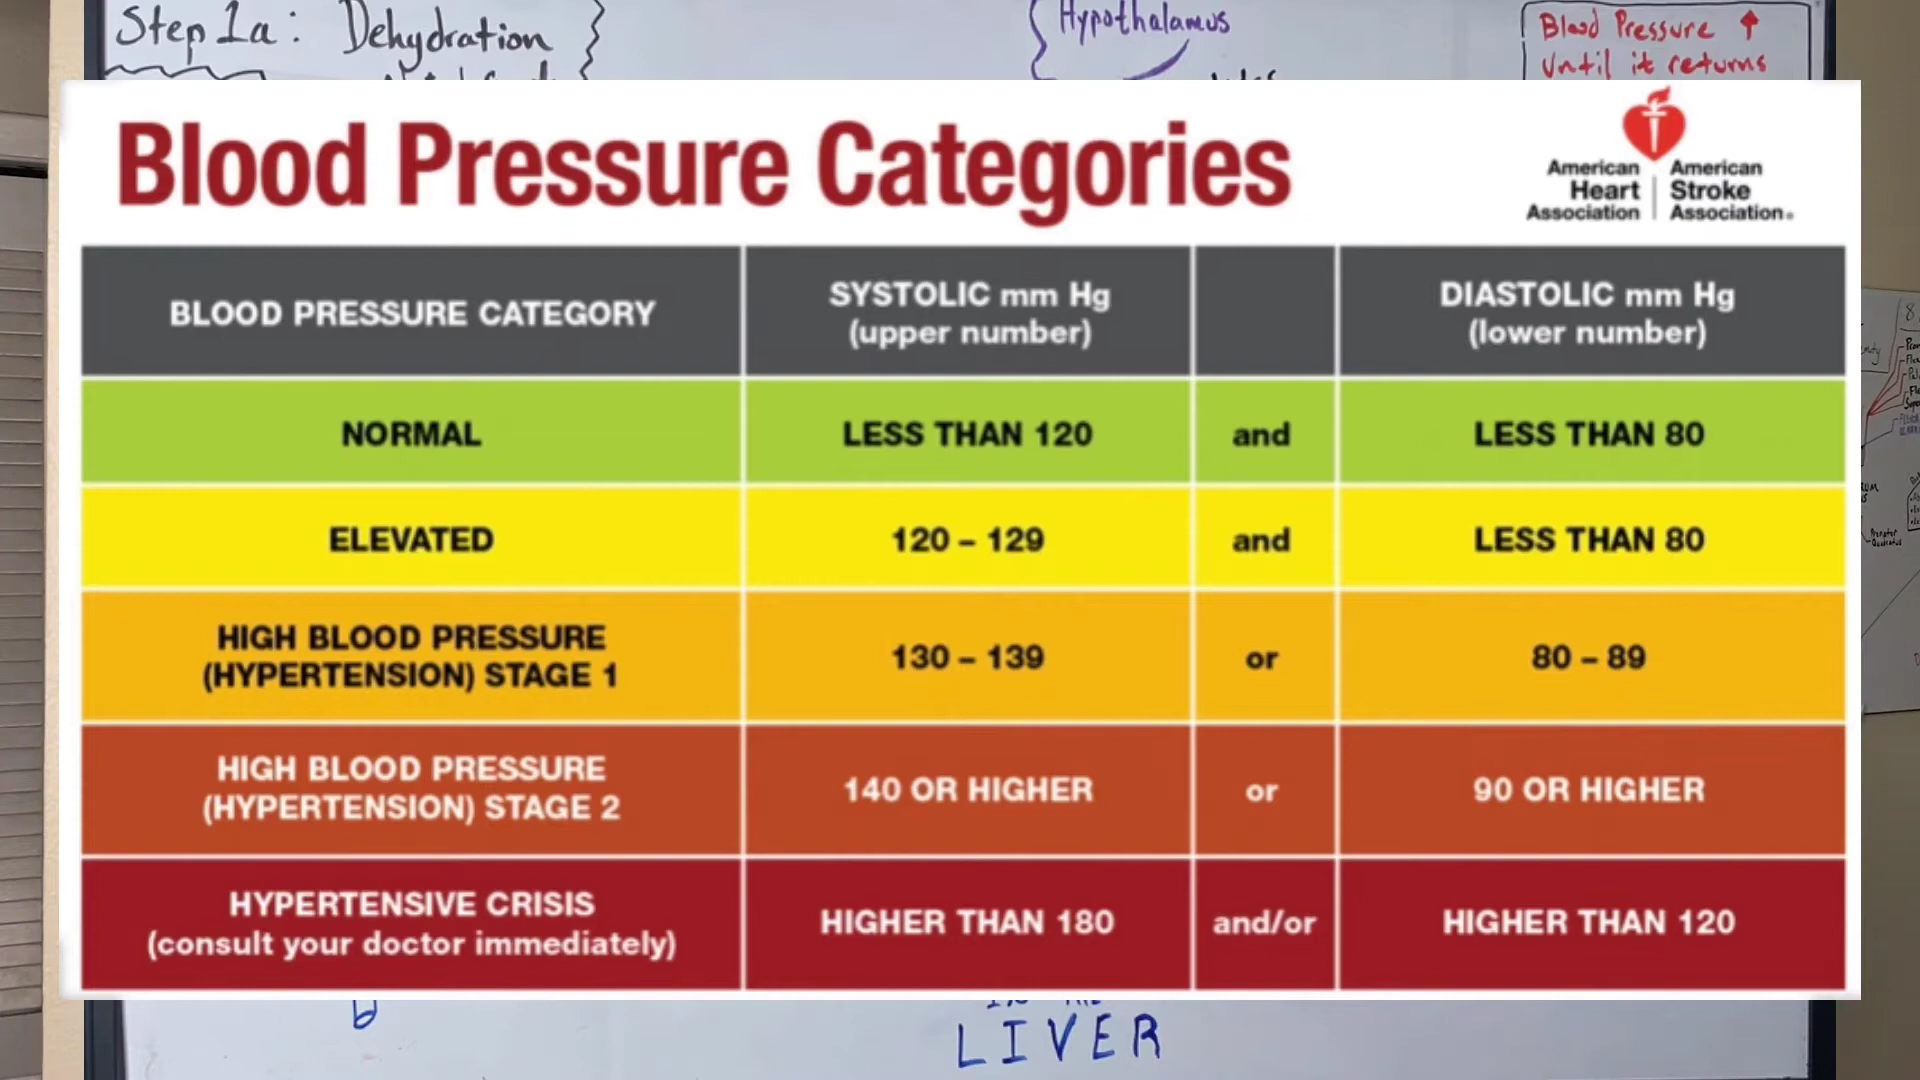 Step 1a: Dehydration
Hypothalamus
Blood Pressure ↑
Until it returns
Blood Pressure Categories
American Heart Association
American Stroke Association.
BLOOD PRESSURE CATEGORY
SYSTOLIC mm Hg
(upper number)
DIASTOLIC mm Hg
(lower number)
NORMAL
LESS THAN 120
and
LESS THAN 80
ELEVATED
120 – 129
and
LESS THAN 80
HIGH BLOOD PRESSURE
(HYPERTENSION) STAGE 1
130 – 139
or
80 – 89
HIGH BLOOD PRESSURE
(HYPERTENSION) STAGE 2
140 OR HIGHER
or
90 OR HIGHER
HYPERTENSIVE CRISIS
(consult your doctor immediately)
HIGHER THAN 180
and/or
HIGHER THAN 120
LIVER
Pronator
Quadratus